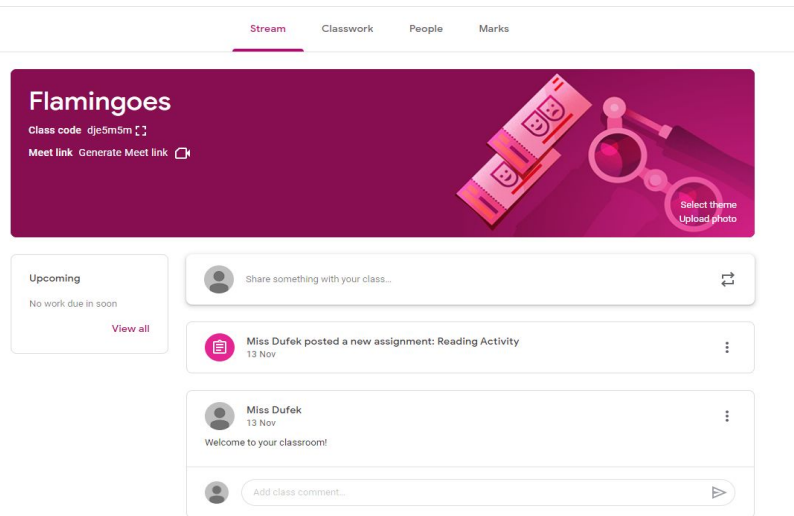 Stream Classwork People Marks
Flamingoes
Class code dje5m5m
Meet link Generate Meet link
Select theme
Upload photo
Upcoming
No work due in soon
View all
Share something with your class...
Miss Dufek posted a new assignment: Reading Activity
13 Nov
Miss Dufek
13 Nov
Welcome to your classroom!
Add class comment...